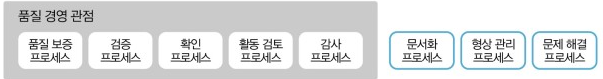 품질 경영 관점
품질 보증
프로세스
검증
프로세스
확인
프로세스
활동 검토
프로세스
감사
프로세스
문서화
프로세스
형상 관리
프로세스
문제 해결
프로세스